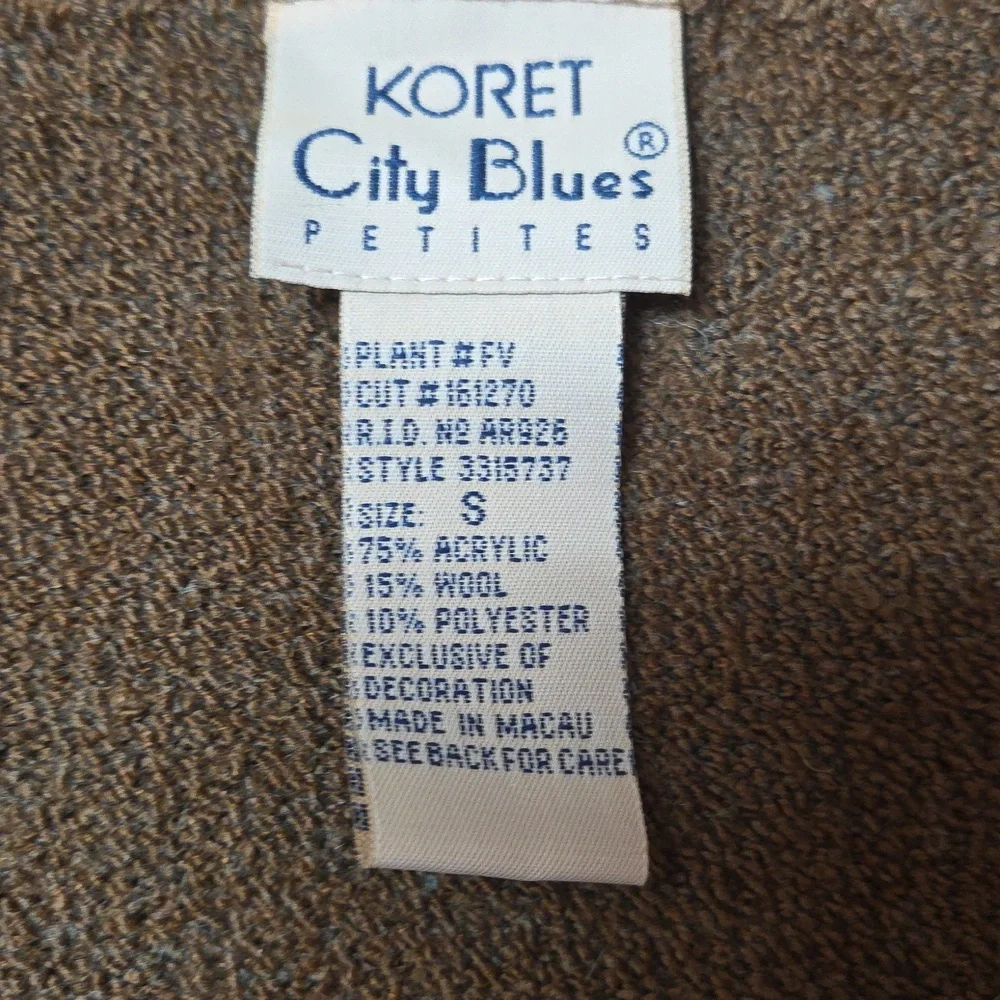 KORET
City Blues®
PETITES
PLANT #FV
CUT #161270
R.I.D. Nº AR926
STYLE 3316737
SIZE: S
75% ACRYLIC
15% WOOL
10% POLYESTER
EXCLUSIVE OF
DECORATION
MADE IN MACAU
SEE BACK FOR CARE